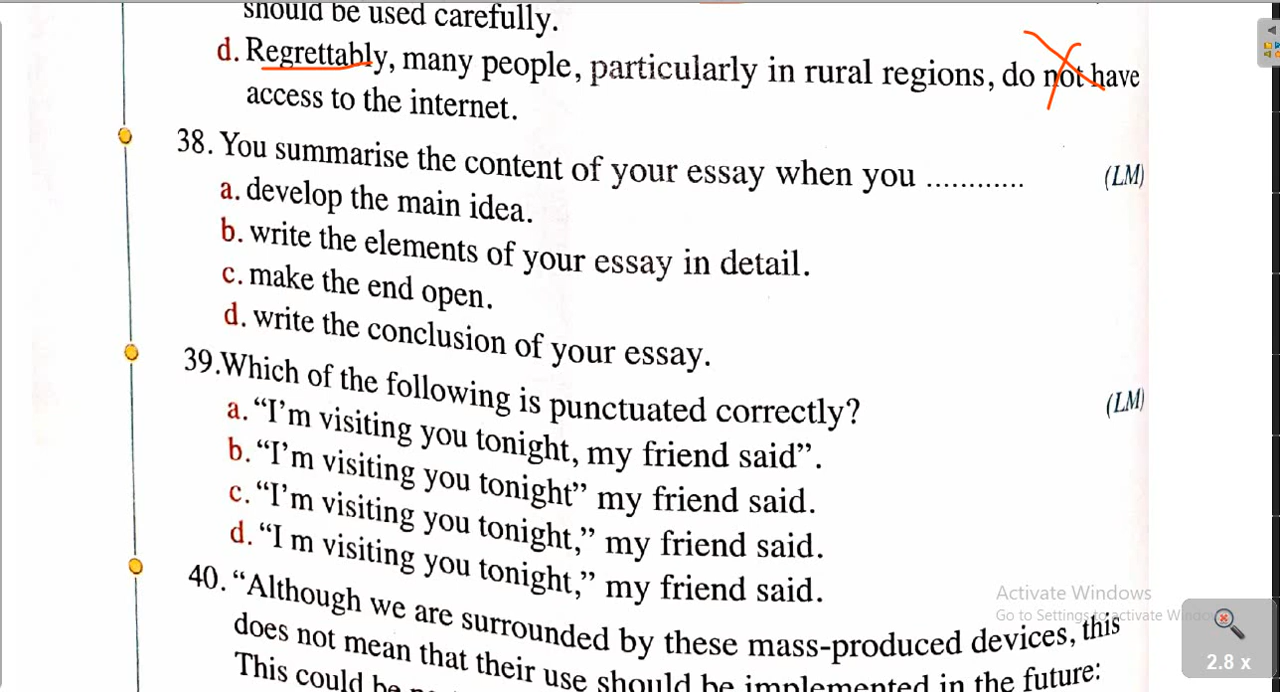 should be used carefully.
d. Regrettably, many people, particularly in rural regions, do not have
access to the internet.
38. You summarise the content of your essay when you ............ (LM)
a. develop the main idea.
b. write the elements of your essay in detail.
c. make the end open.
d. write the conclusion of your essay.
39.Which of the following is punctuated correctly? (LM)
a. “I’m visiting you tonight, my friend said”.
b. “I’m visiting you tonight” my friend said.
c. “I’m visiting you tonight,” my friend said.
d. “I m visiting you tonight,” my friend said.
40. “Although we are surrounded by these mass-produced devices, this
does not mean that their use should be implemented in the future:
This could be
Activate Windows
Go to Settings to activate Windows
2.8 x